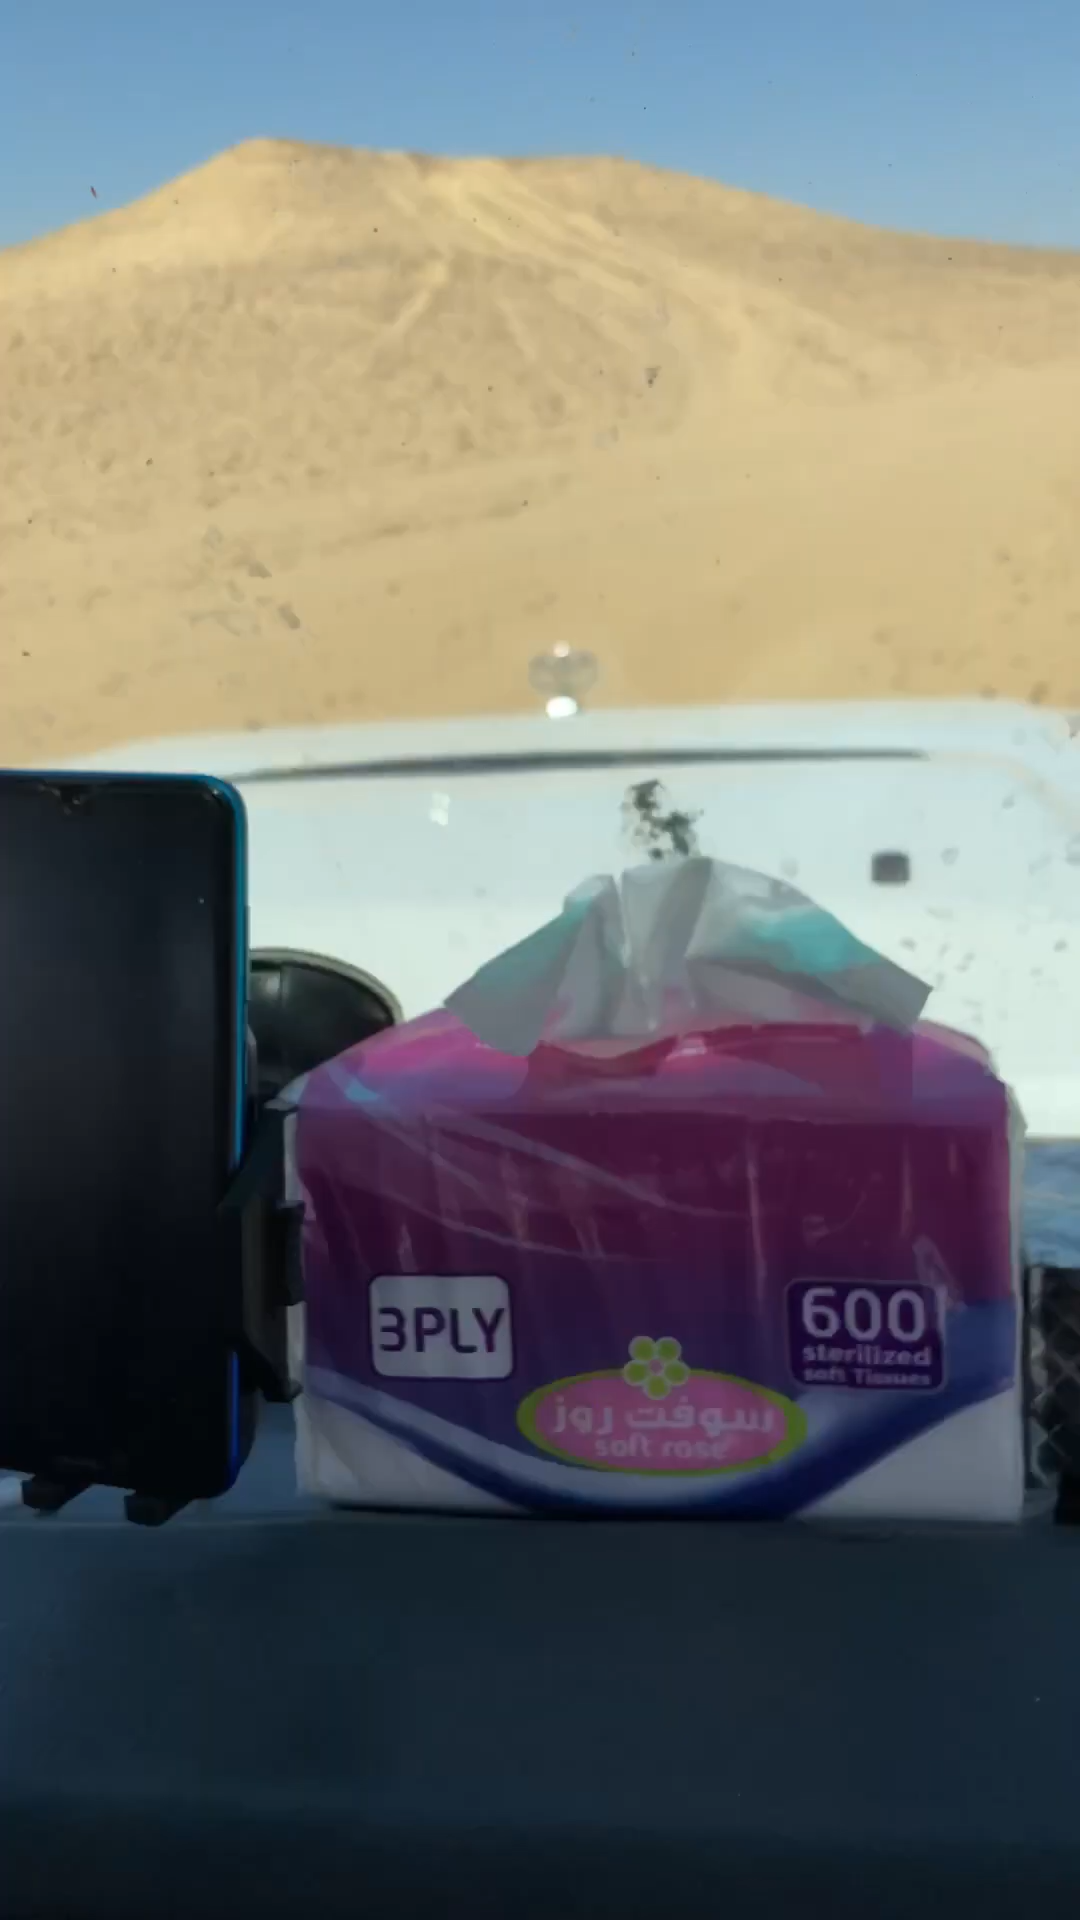 3PLY
600
sterilized
soft Tissues
سوفت روز
soft rose